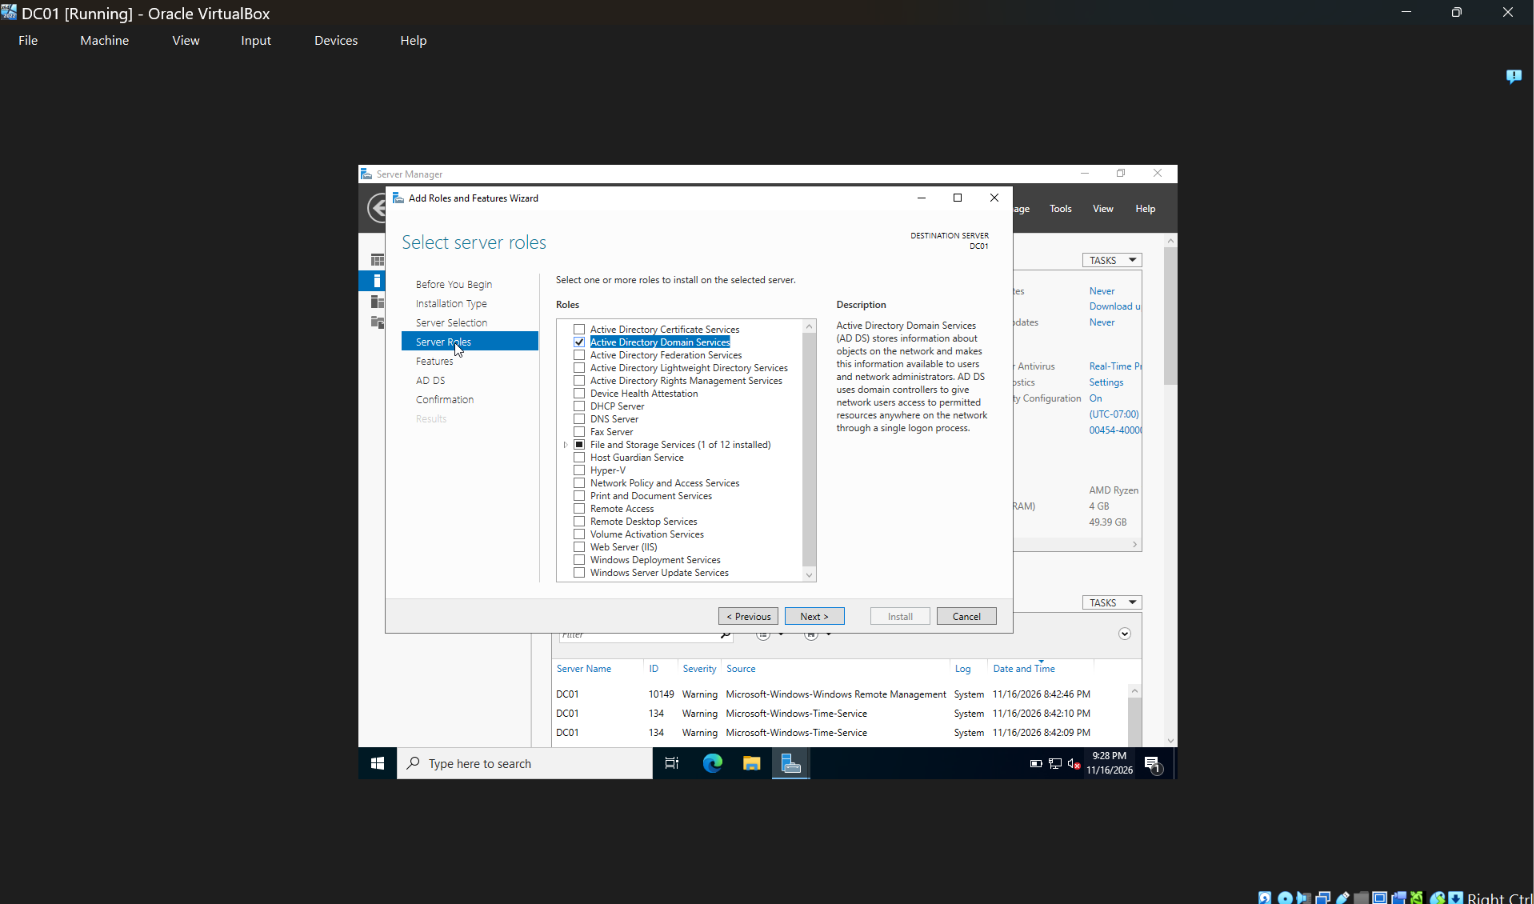 DC01 [Running] - Oracle VirtualBox
File Machine View Input Devices Help
Server Manager
Add Roles and Features Wizard
age Tools View Help
Select server roles
DESTINATION SERVER
DC01
TASKS
Before You Begin
Installation Type
Server Selection
Server Roles
Features
AD DS
Confirmation
Results
Select one or more roles to install on the selected server.
Roles
Active Directory Certificate Services
Active Directory Domain Services
Active Directory Federation Services
Active Directory Lightweight Directory Services
Active Directory Rights Management Services
Device Health Attestation
DHCP Server
DNS Server
Fax Server
File and Storage Services (1 of 12 installed)
Host Guardian Service
Hyper-V
Network Policy and Access Services
Print and Document Services
Remote Access
Remote Desktop Services
Volume Activation Services
Web Server (IIS)
Windows Deployment Services
Windows Server Update Services
Description
Active Directory Domain Services
(AD DS) stores information about
objects on the network and makes
this information available to users
and network administrators. AD DS
uses domain controllers to give
network users access to permitted
resources anywhere on the network
through a single logon process.
tes Never
Download u
pdates Never
r Antivirus Real-Time Pr
ostics Settings
ty Configuration On
(UTC-07:00)
00454-4000
AMD Ryzen
RAM) 4 GB
49.39 GB
< Previous Next > Install Cancel
TASKS
Filter
Server Name ID Severity Source Log Date and Time
DC01 10149 Warning Microsoft-Windows-Windows Remote Management System 11/16/2026 8:42:46 PM
DC01 134 Warning Microsoft-Windows-Time-Service System 11/16/2026 8:42:10 PM
DC01 134 Warning Microsoft-Windows-Time-Service System 11/16/2026 8:42:09 PM
Type here to search
9:28 PM
11/16/2026
1
Right Ctrl